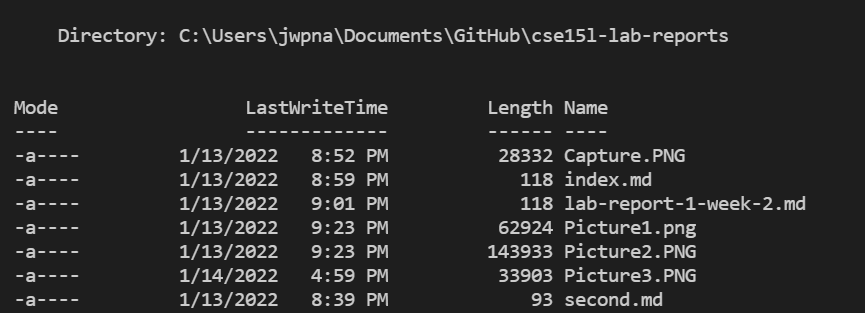 Directory: C:\Users\jwpna\Documents\GitHub\cse15l-lab-reports
Mode LastWriteTime Length Name
---- ------------- ------ ----
-a---- 1/13/2022 8:52 PM 28332 Capture.PNG
-a---- 1/13/2022 8:59 PM 118 index.md
-a---- 1/13/2022 9:01 PM 118 lab-report-1-week-2.md
-a---- 1/13/2022 9:23 PM 62924 Picture1.png
-a---- 1/13/2022 9:23 PM 143933 Picture2.PNG
-a---- 1/14/2022 4:59 PM 33903 Picture3.PNG
-a---- 1/13/2022 8:39 PM 93 second.md